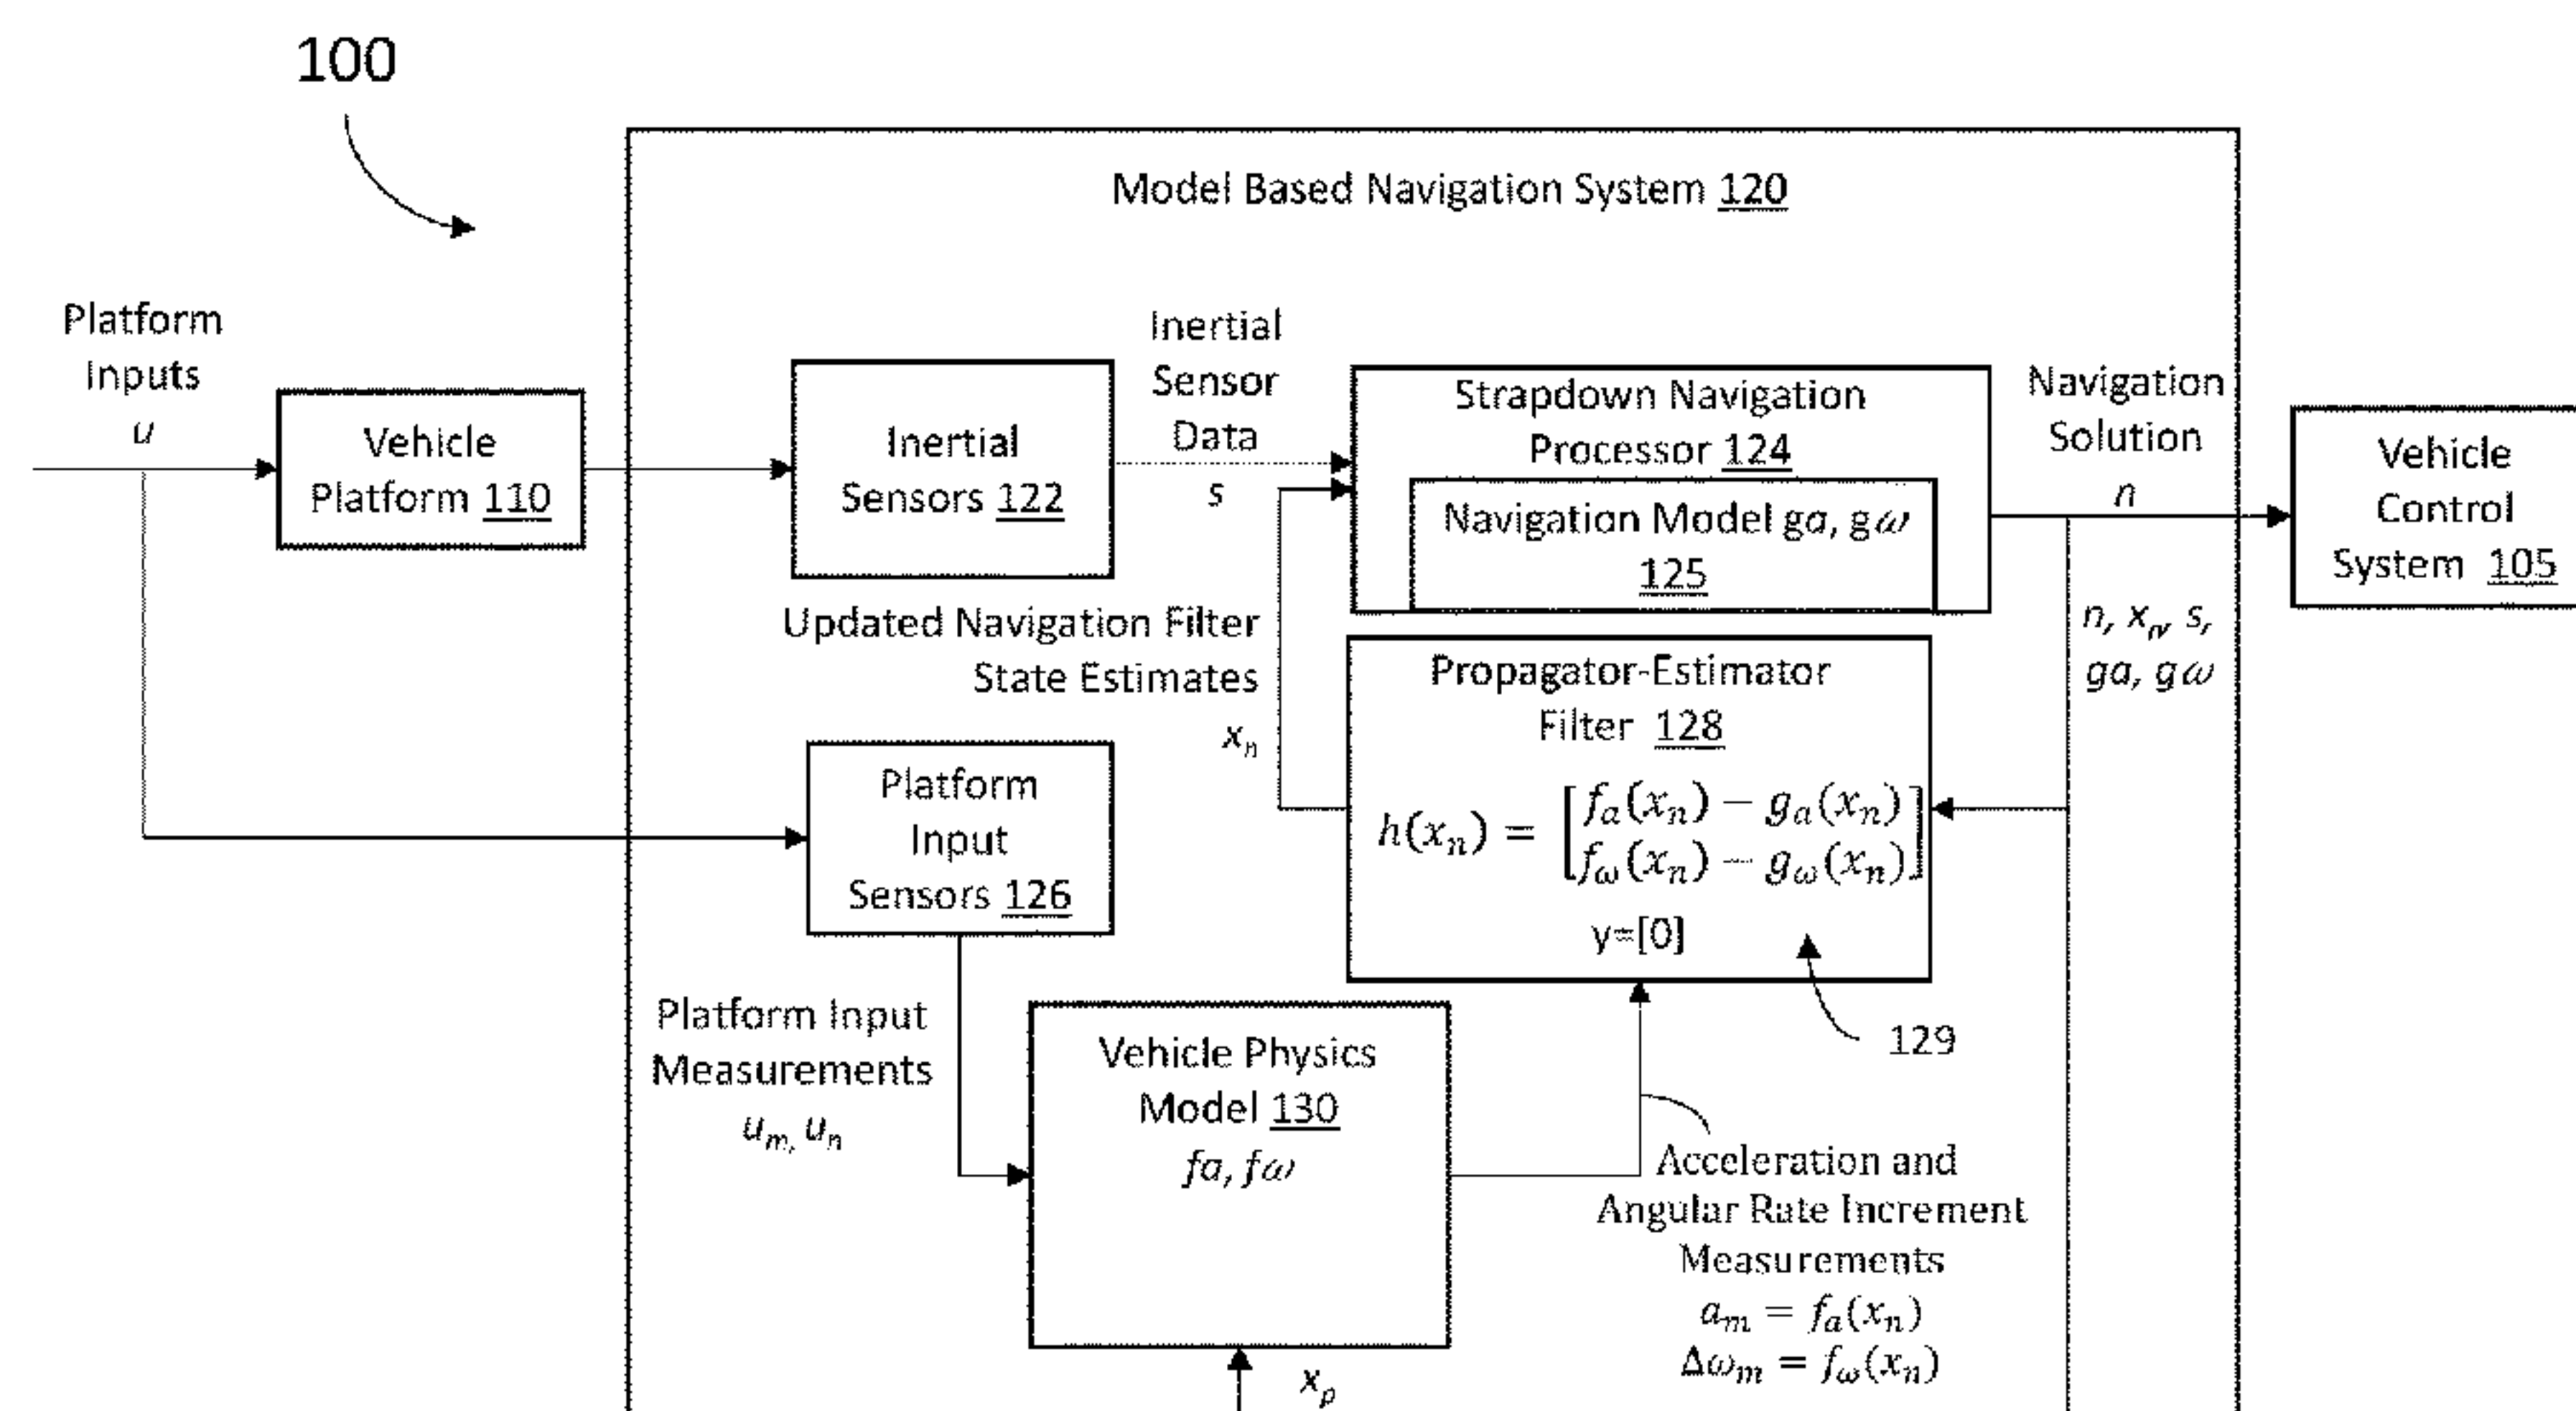 100
Model Based Navigation System 120
Platform
Inputs
u
Vehicle
Platform 110
Inertial
Sensors 122
Inertial
Sensor
Data
s
Strapdown Navigation
Processor 124
Navigation Model ga, gω
125
Navigation
Solution
n
Vehicle
Control
System 105
n, xₙ, s,
ga, gω
Updated Navigation Filter
State Estimates
xₙ
Propagator-Estimator
Filter 128
h(xₙ) = [fₐ(xₙ) − gₐ(xₙ)
f_ω(xₙ) − g_ω(xₙ)]
y=[0]
129
Platform
Input
Sensors 126
Platform Input
Measurements
uₘ, uₙ
Vehicle Physics
Model 130
fa, fω
Acceleration and
Angular Rate Increment
Measurements
aₘ = fₐ(xₙ)
Δωₘ = f_ω(xₙ)
xₚ